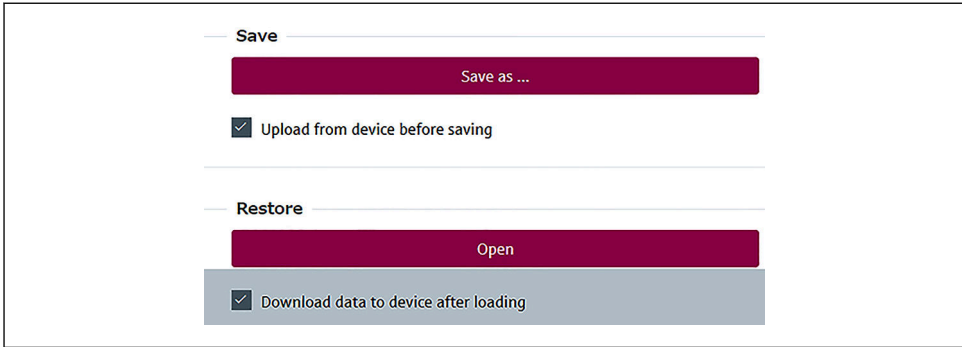 Save
Save as ...
Upload from device before saving
Restore
Open
Download data to device after loading